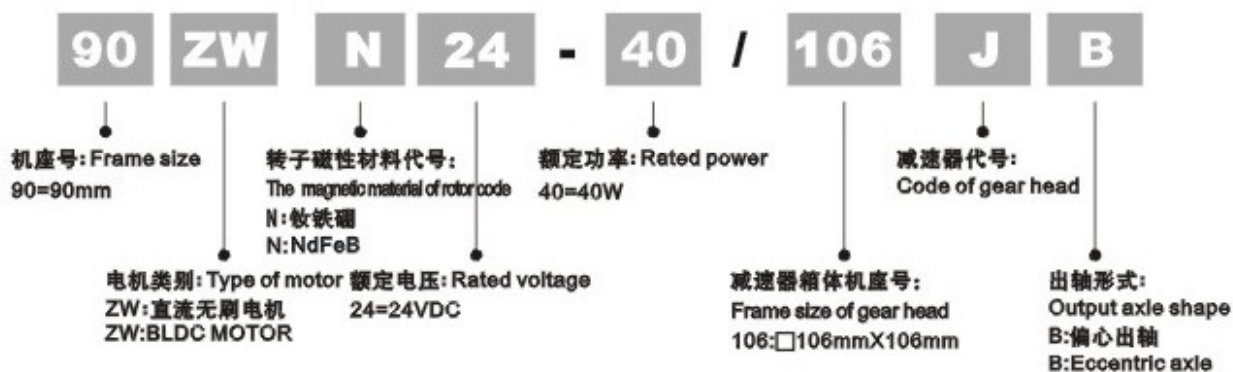 90 ZW N 24 - 40 / 106 J B
机座号:Frame size
90=90mm
转子磁性材料代号:
The magnetic material of rotor code
N:钕铁硼
N:NdFeB
额定功率:Rated power
40=40W
减速器代号:
Code of gear head
电机类别:Type of motor
ZW:直流无刷电机
ZW:BLDC MOTOR
额定电压:Rated voltage
24=24VDC
减速器箱体机座号:
Frame size of gear head
106:□106mmX106mm
出轴形式:
Output axle shape
B:偏心出轴
B:Eccentric axle